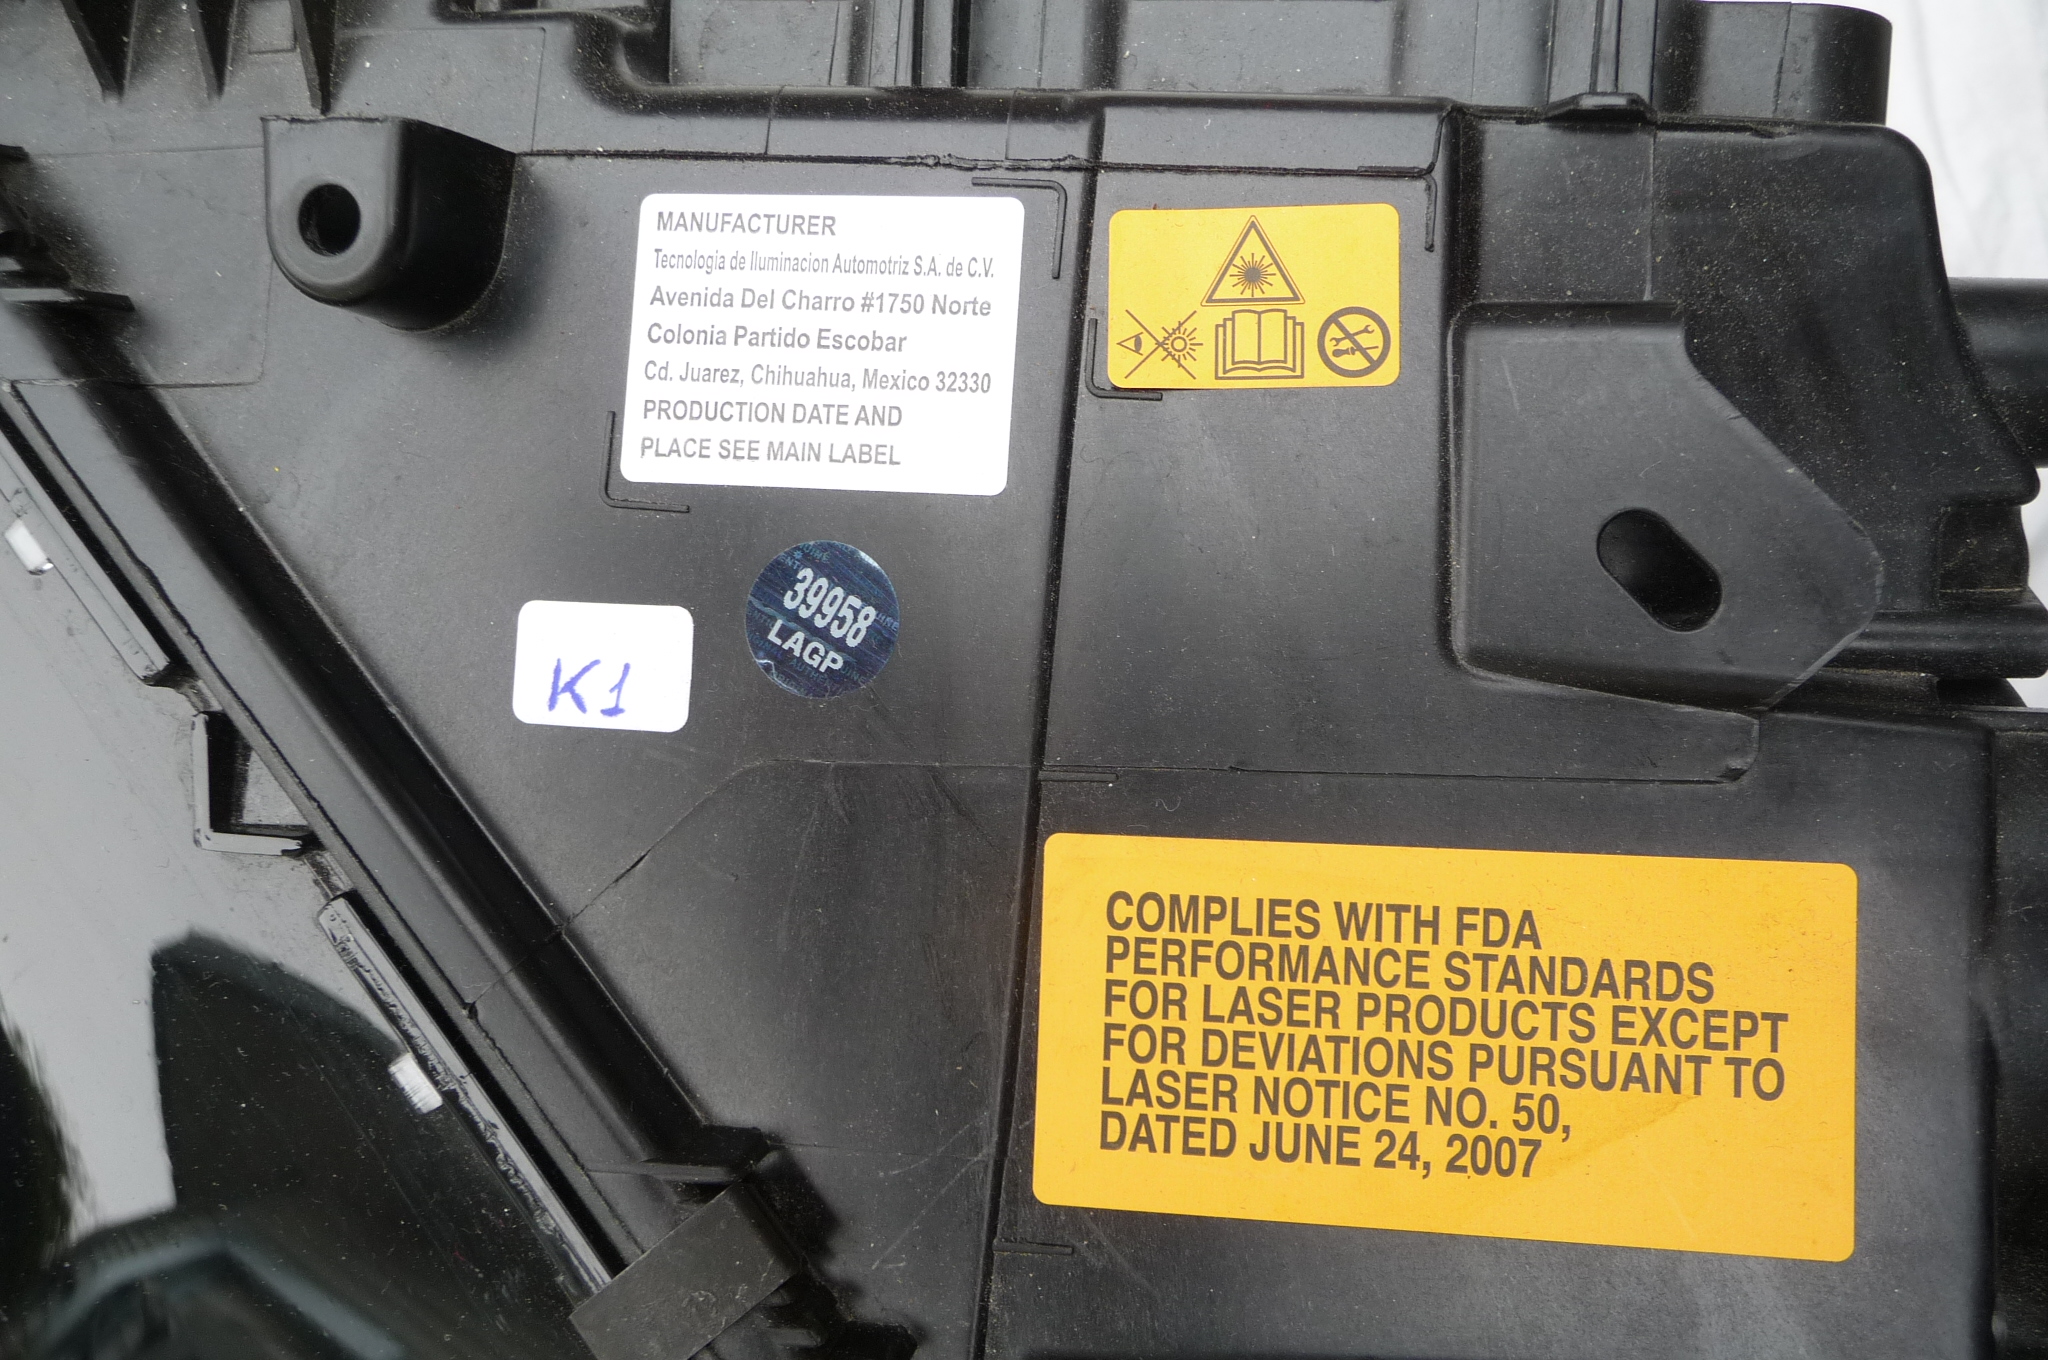 MANUFACTURER
Tecnologia de Iluminacion Automotriz S.A. de C.V.
Avenida Del Charro #1750 Norte
Colonia Partido Escobar
Cd. Juarez, Chihuahua, Mexico 32330
PRODUCTION DATE AND
PLACE SEE MAIN LABEL
39958
LAGP
K1
COMPLIES WITH FDA
PERFORMANCE STANDARDS
FOR LASER PRODUCTS EXCEPT
FOR DEVIATIONS PURSUANT TO
LASER NOTICE NO. 50,
DATED JUNE 24, 2007